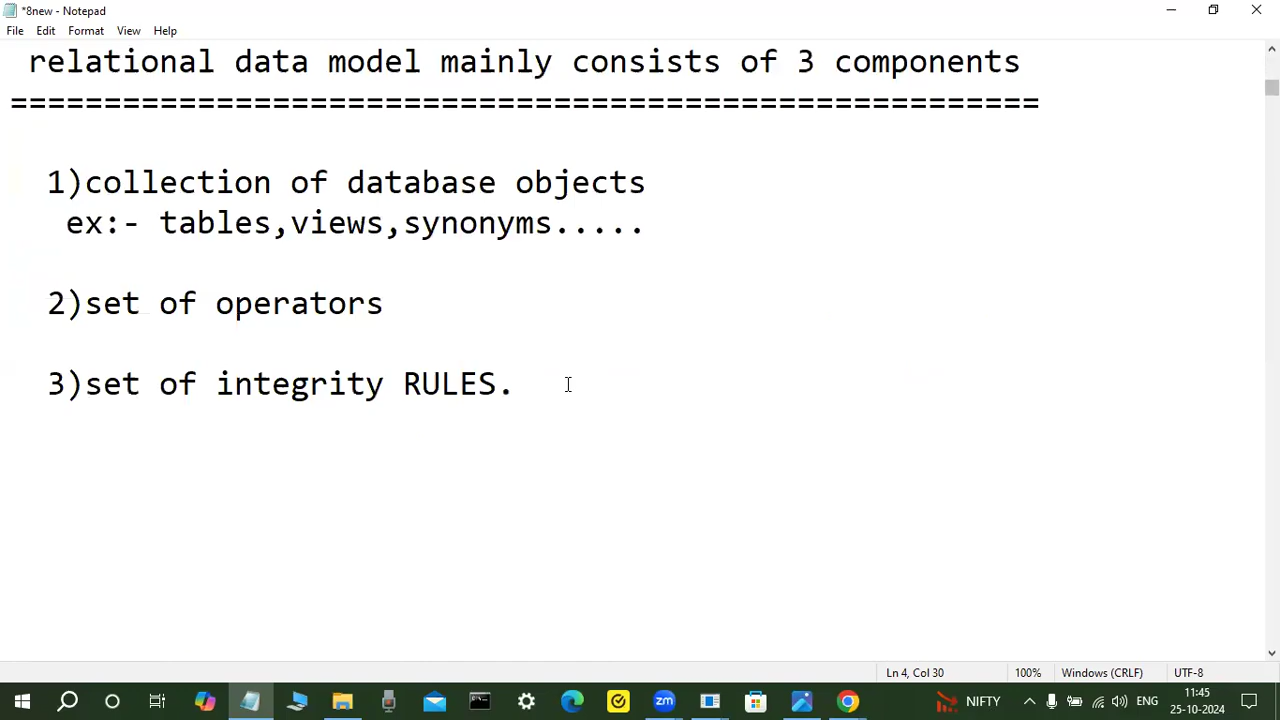 *8new - Notepad
File Edit Format View Help
relational data model mainly consists of 3 components
=======================================================
1)collection of database objects
ex:- tables,views,synonyms.....
2)set of operators
3)set of integrity RULES.
Ln 4, Col 30 100% Windows (CRLF) UTF-8
zm NIFTY ENG 11:45
25-10-2024